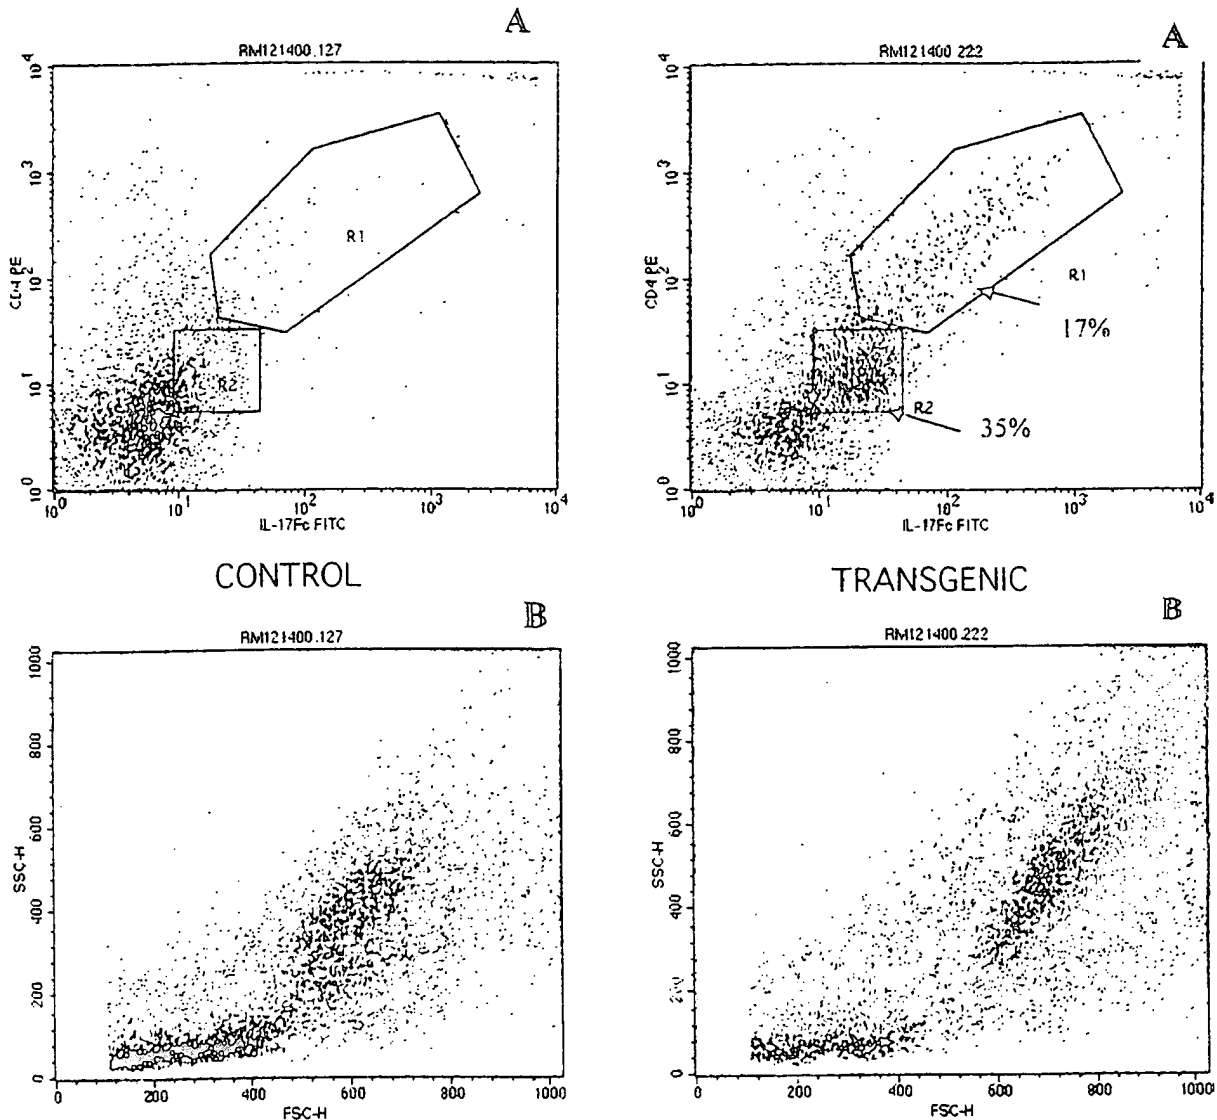 A
A
RM121400.127
RM121400.222
10^4
10^3
10^2
10^1
10^0
CD4 PE
R1
R2
10^0 10^1 10^2 10^3 10^4
IL-17Fc FITC
10^4
10^3
10^2
10^1
10^0
CD4 PE
R1
17%
R2
35%
10^0 10^1 10^2 10^3 10^4
IL-17Fc FITC
CONTROL
TRANSGENIC
B
B
RM121400.127
RM121400.222
1000
800
600
400
200
0
SSC-H
0 200 400 600 800 1000
FSC-H
1000
800
600
400
200
0
SSC-H
0 200 400 600 800 1000
FSC-H